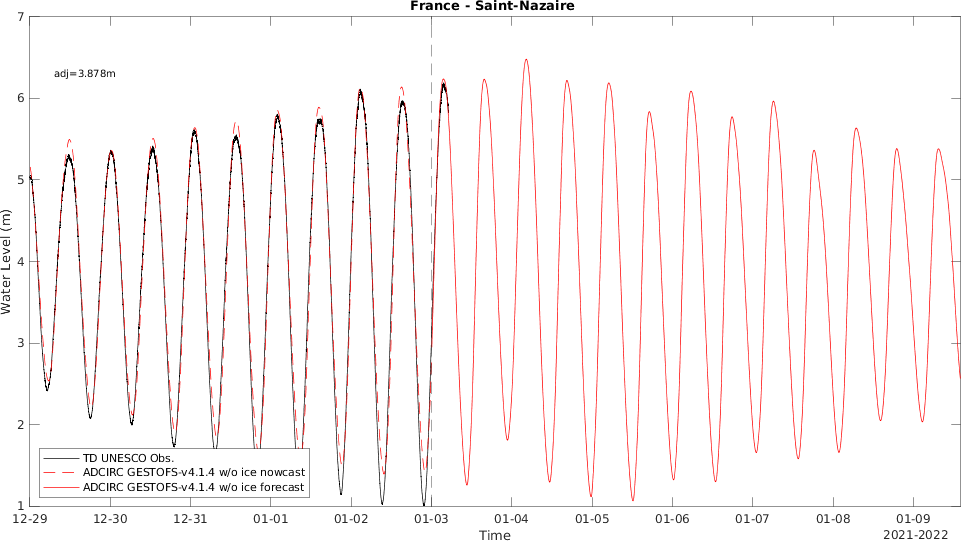 France - Saint-Nazaire
7
adj=3.878m
6
5
4
3
2
1
Water Level (m)
TD UNESCO Obs.
ADCIRC GESTOFS-v4.1.4 w/o ice nowcast
ADCIRC GESTOFS-v4.1.4 w/o ice forecast
12-29 12-30 12-31 01-01 01-02 01-03 01-04 01-05 01-06 01-07 01-08 01-09
Time
2021-2022